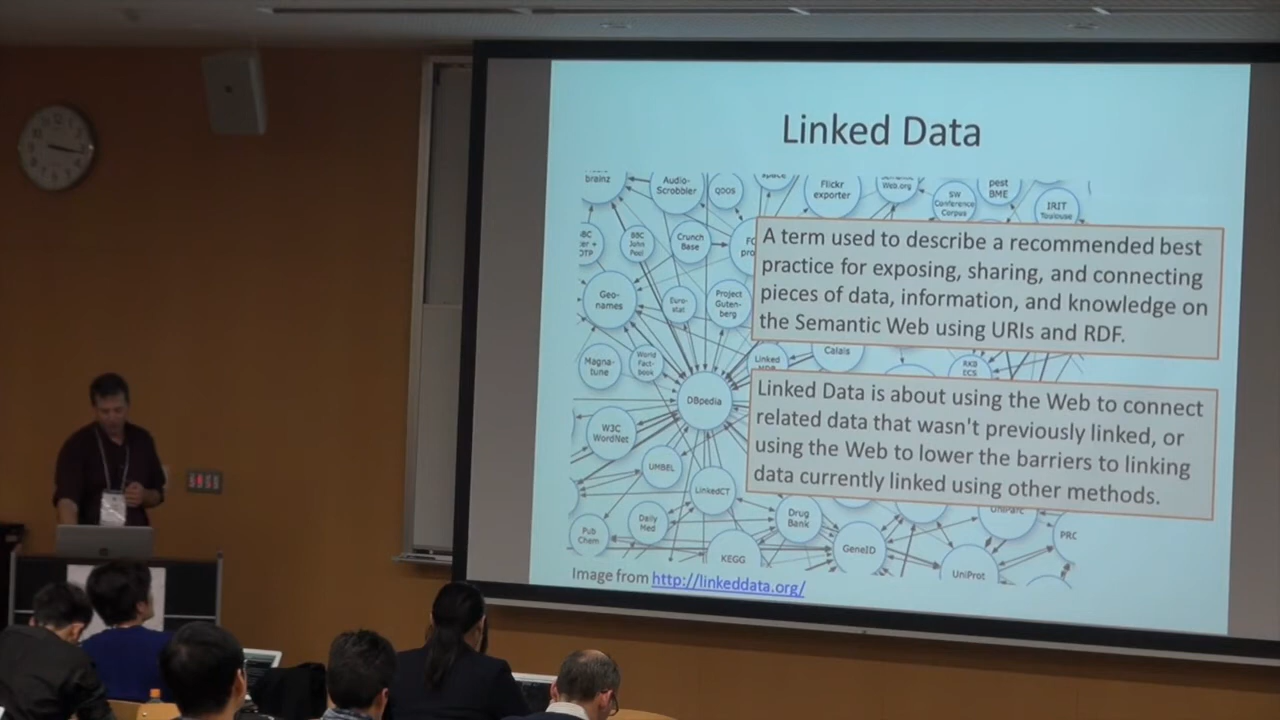 Linked Data
brainz
Audio-
Scrobbler
QDOS
space
Flickr
exporter
Web.org
SW
Conference
Corpus
pest
BME
IRIT
Toulouse
BBC
John
Peel
Crunch
Base
A term used to describe a recommended best
practice for exposing, sharing, and connecting
pieces of data, information, and knowledge on
the Semantic Web using URIs and RDF.
Geo-
names
Euro-
stat
Project
Guten-
berg
Magna-
tune
World
Fact-
book
Linked
Calais
RKB
ECS
DBpedia
Linked Data is about using the Web to connect
related data that wasn't previously linked, or
using the Web to lower the barriers to linking
data currently linked using other methods.
W3C
WordNet
UMBEL
LinkedCT
Pub
Chem
Daily
Med
Drug
Bank
KEGG
GeneID
UniParc
UniProt
PRO
Image from http://linkeddata.org/